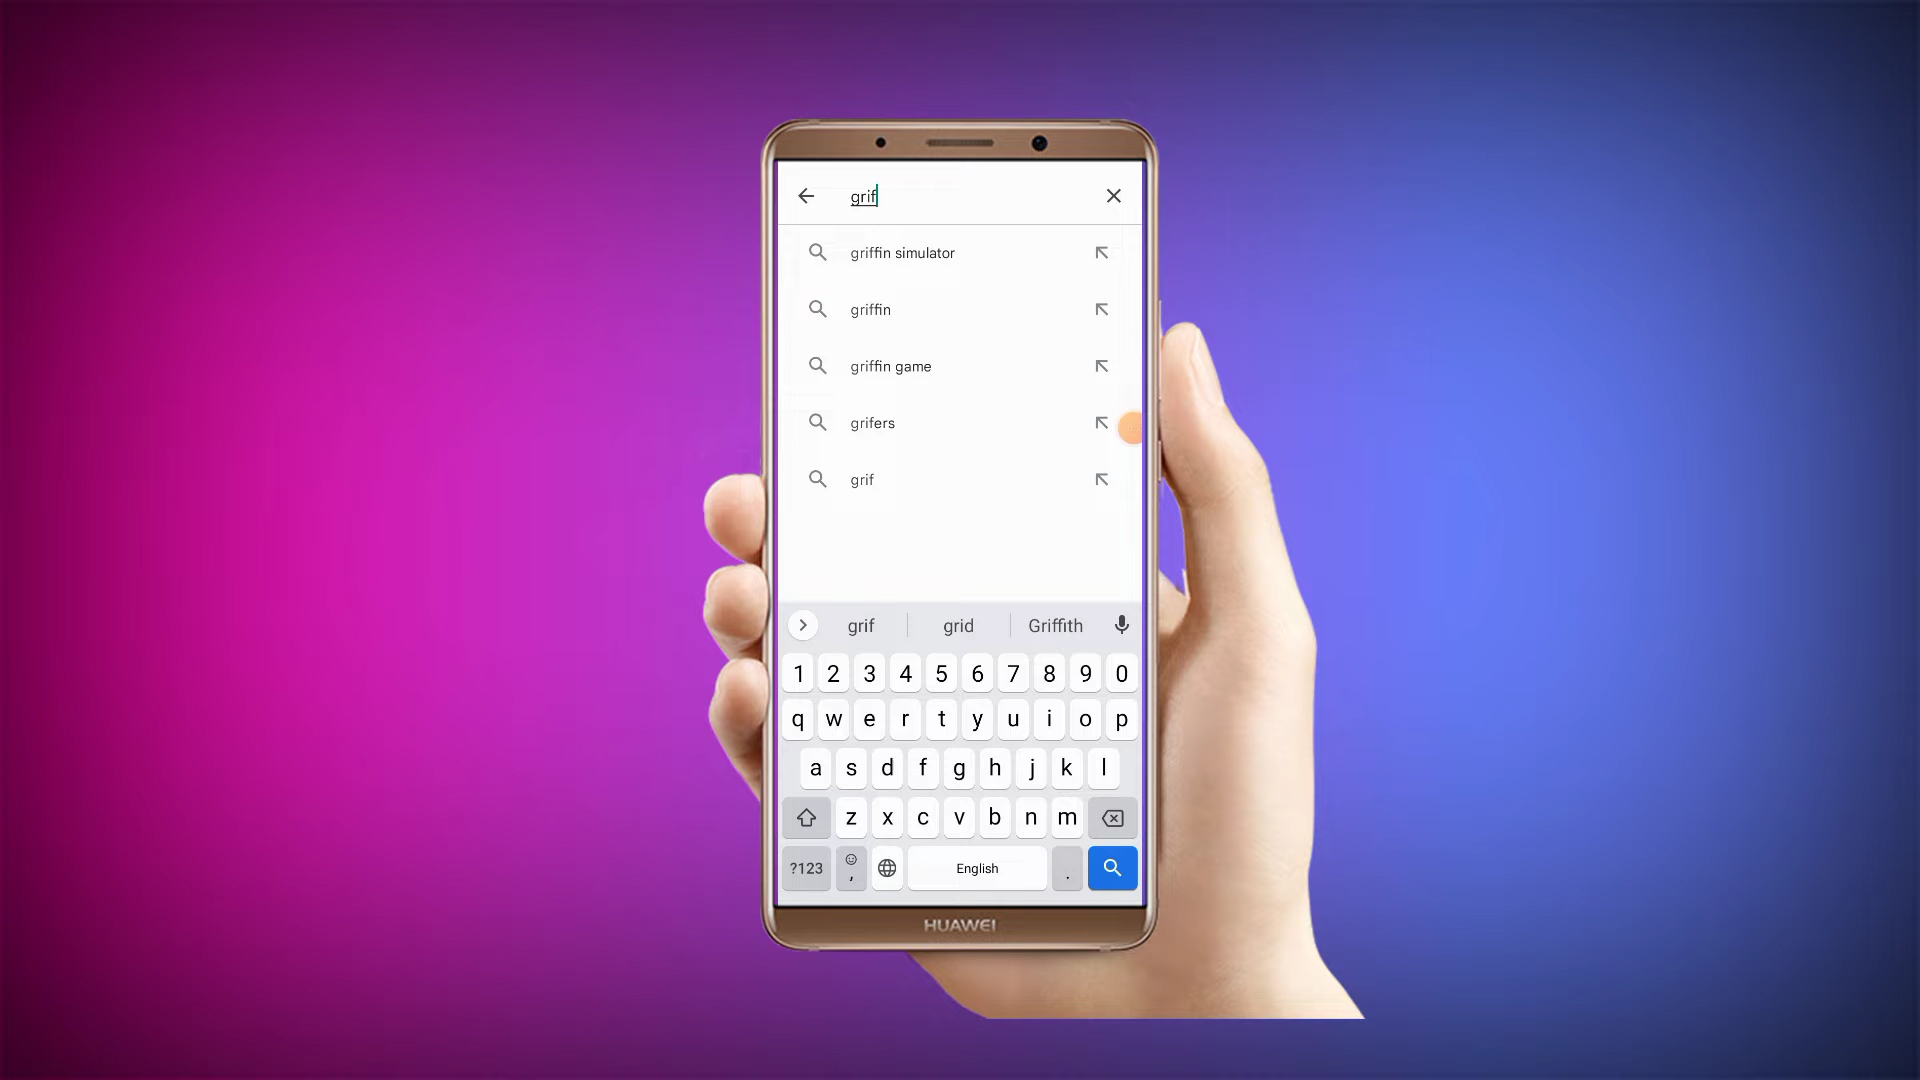 grif
griffin simulator
griffin
griffin game
grifers
grif
grif grid Griffith
1 2 3 4 5 6 7 8 9 0
q w e r t y u i o p
a s d f g h j k l
z x c v b n m
?123 , English .
HUAWEI